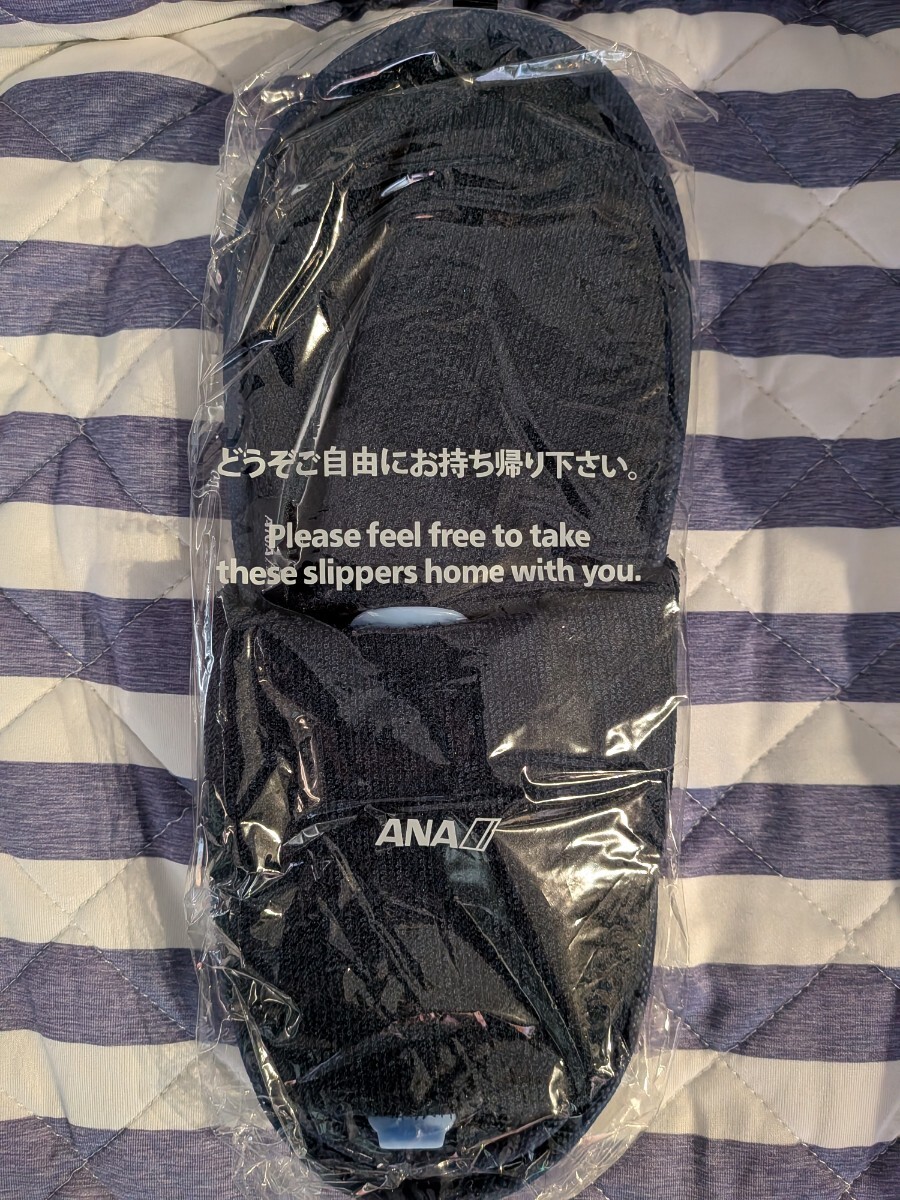 どうぞご自由にお持ち帰り下さい。
Please feel free to take
these slippers home with you.
ANA